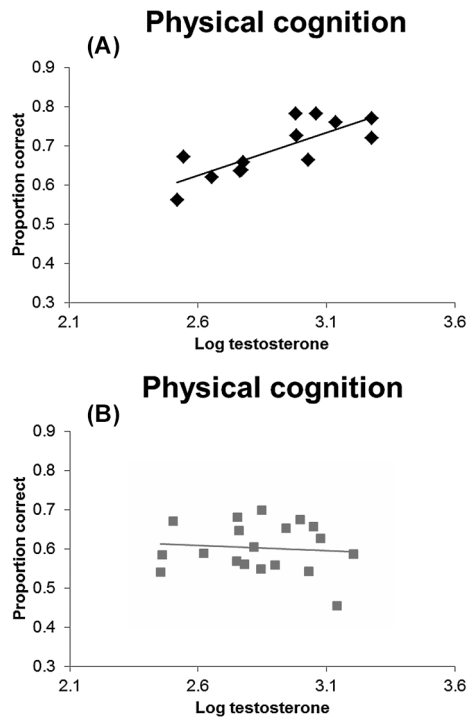 Physical cognition
(A)
0.9
0.8
0.7
0.6
0.5
0.4
0.3
Proportion correct
2.1 2.6 3.1 3.6
Log testosterone
Physical cognition
(B)
0.9
0.8
0.7
0.6
0.5
0.4
0.3
Proportion correct
2.1 2.6 3.1 3.6
Log testosterone